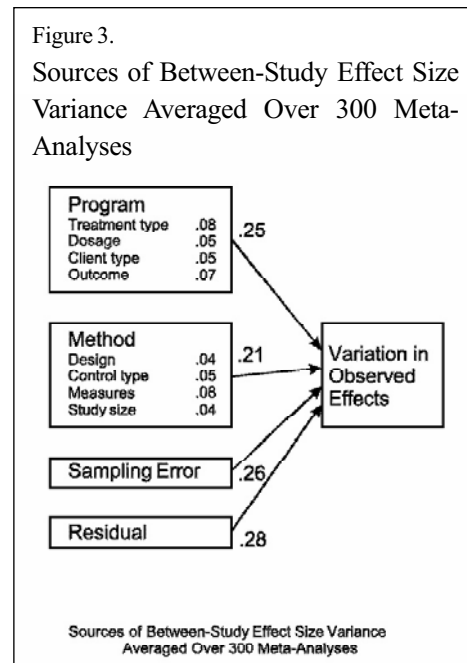 Figure 3.
Sources of Between-Study Effect Size
Variance Averaged Over 300 Meta-
Analyses
Program
Treatment type .08
Dosage .05
Client type .05
Outcome .07
.25
Method
Design .04
Control type .05
Measures .08
Study size .04
.21
Variation in
Observed
Effects
Sampling Error
.26
Residual
.28
Sources of Between-Study Effect Size Variance
Averaged Over 300 Meta-Analyses